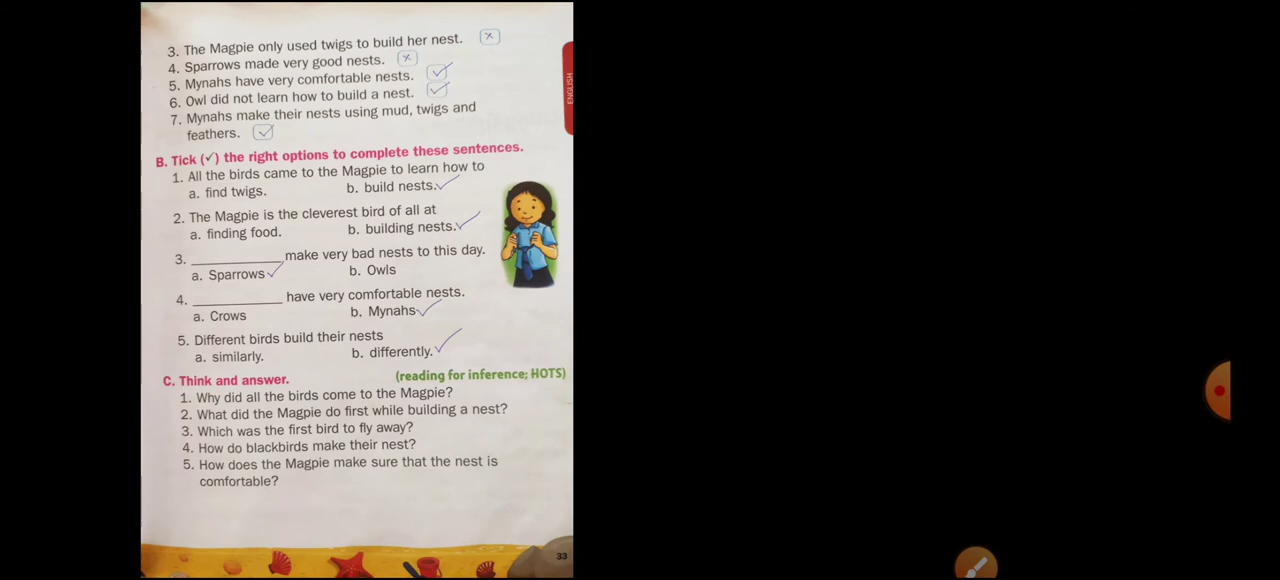 3. The Magpie only used twigs to build her nest. ✗
4. Sparrows made very good nests. ✗
5. Mynahs have very comfortable nests. ✓
6. Owl did not learn how to build a nest. ✓
7. Mynahs make their nests using mud, twigs and
feathers. ✓
ENGLISH
B. Tick (✓) the right options to complete these sentences.
1. All the birds came to the Magpie to learn how to
a. find twigs. b. build nests. ✓
2. The Magpie is the cleverest bird of all at
a. finding food. b. building nests. ✓
3. ____________ make very bad nests to this day.
a. Sparrows ✓ b. Owls
4. ____________ have very comfortable nests.
a. Crows b. Mynahs ✓
5. Different birds build their nests
a. similarly. b. differently. ✓
C. Think and answer. (reading for inference; HOTS)
1. Why did all the birds come to the Magpie?
2. What did the Magpie do first while building a nest?
3. Which was the first bird to fly away?
4. How do blackbirds make their nest?
5. How does the Magpie make sure that the nest is
comfortable?
33